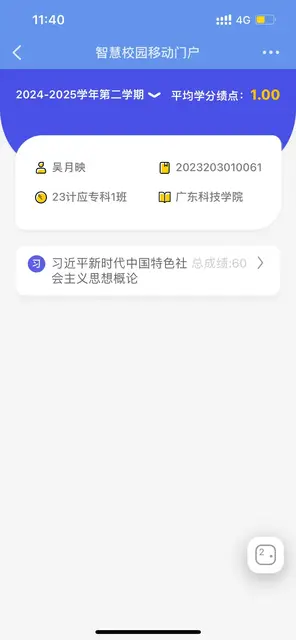 11:40
4G
智慧校园移动门户
2024-2025学年第二学期
平均学分绩点：1.00
吴月映
2023203010061
23计应专科1班
广东科技学院
习
习近平新时代中国特色社 总成绩:60
会主义思想概论
2